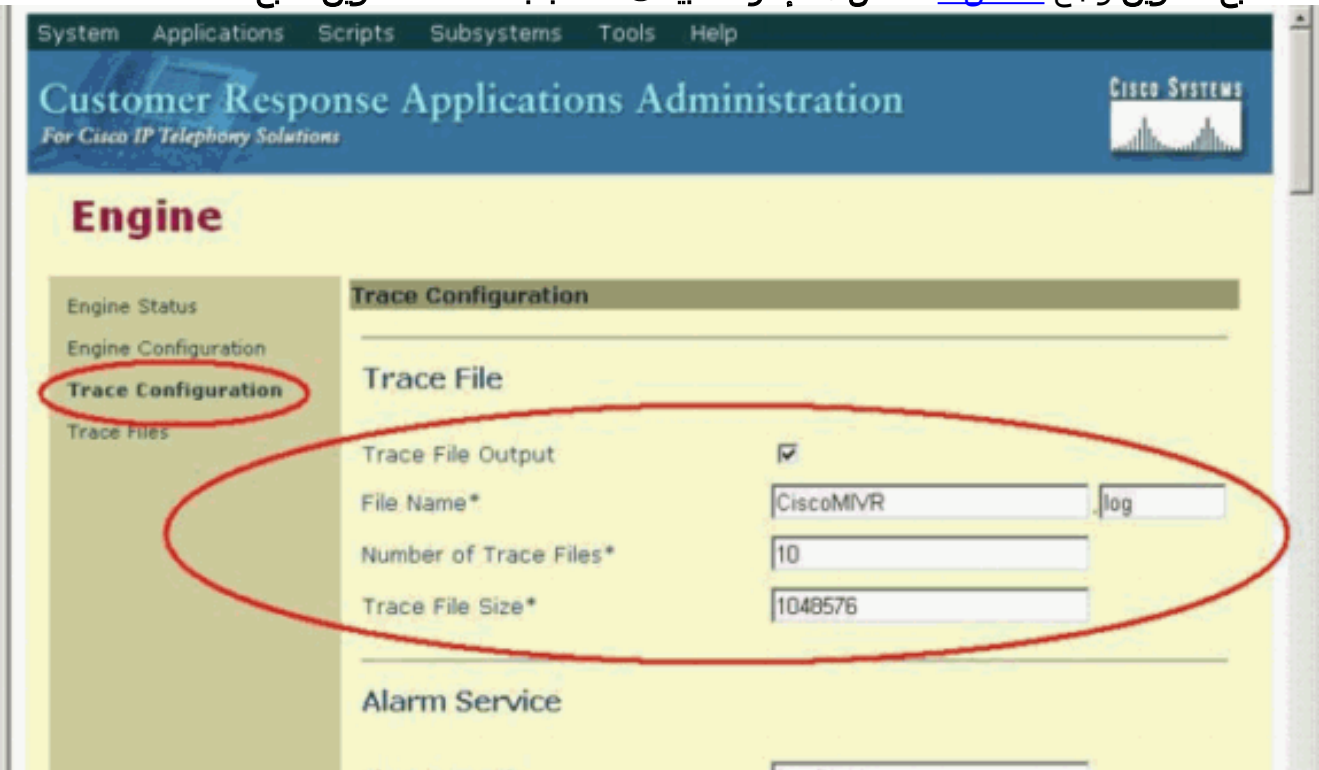 System Applications Scripts Subsystems Tools Help
Customer Response Applications Administration
For Cisco IP Telephony Solutions
CISCO SYSTEMS
Engine
Engine Status
Engine Configuration
Trace Configuration
Trace Files
Trace Configuration
Trace File
Trace File Output
File Name* CiscoMIVR .log
Number of Trace Files* 10
Trace File Size* 1048576
Alarm Service